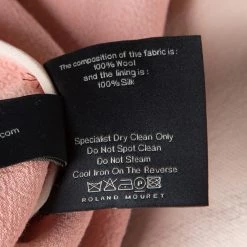 The composition of the fabric is:
100% Wool
and the lining is:
100% Silk
.com
Specialist Dry Clean Only
Do Not Spot Clean
Do Not Steam
Cool Iron On The Reverse
ROLAND MOURET